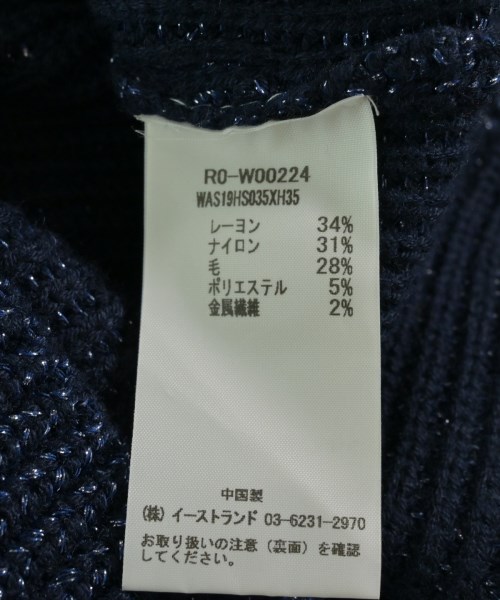 RO-W00224
WAS19HS035XH35
レーヨン 34%
ナイロン 31%
毛 28%
ポリエステル 5%
金属繊維 2%
中国製
(株) イーストランド 03-6231-2970
お取り扱いの注意（裏面）を確認
してください。